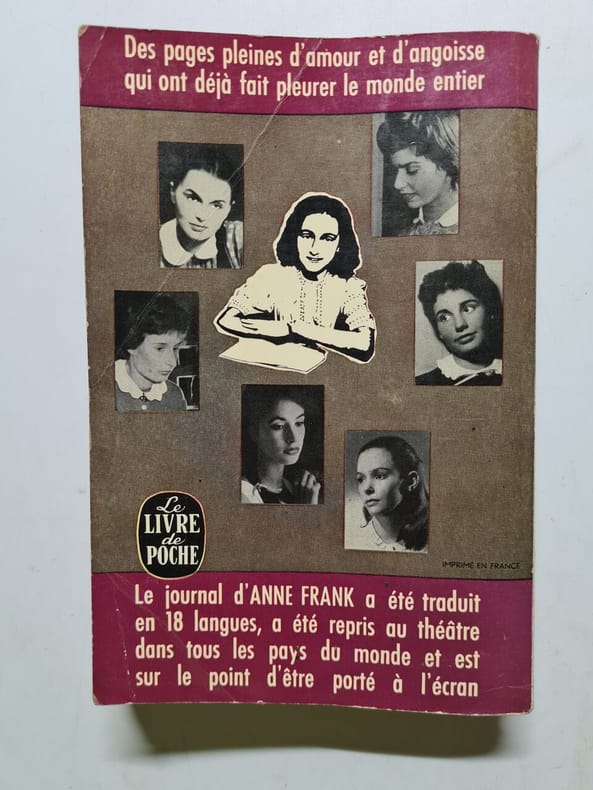 Des pages pleines d'amour et d'angoisse
qui ont déjà fait pleurer le monde entier
Le
LIVRE
de
POCHE
IMPRIMÉ EN FRANCE
Le journal d'ANNE FRANK a été traduit
en 18 langues, a été repris au théâtre
dans tous les pays du monde et est
sur le point d'être porté à l'écran